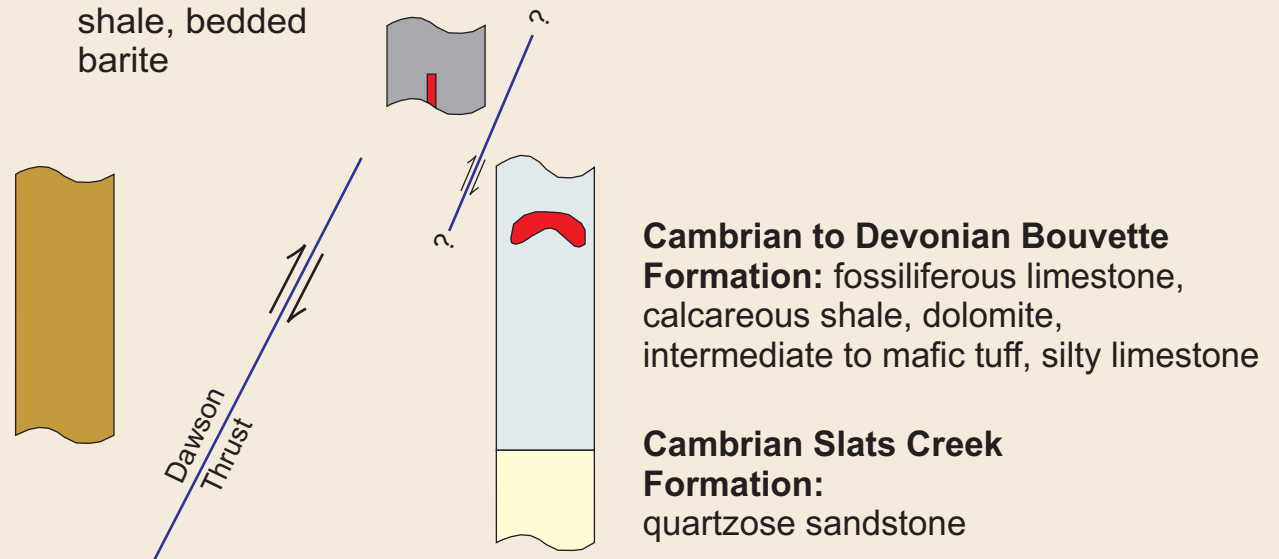 shale, bedded
barite
?
?
Cambrian to Devonian Bouvette
Formation: fossiliferous limestone,
calcareous shale, dolomite,
intermediate to mafic tuff, silty limestone
Dawson
Thrust
Cambrian Slats Creek
Formation:
quartzose sandstone